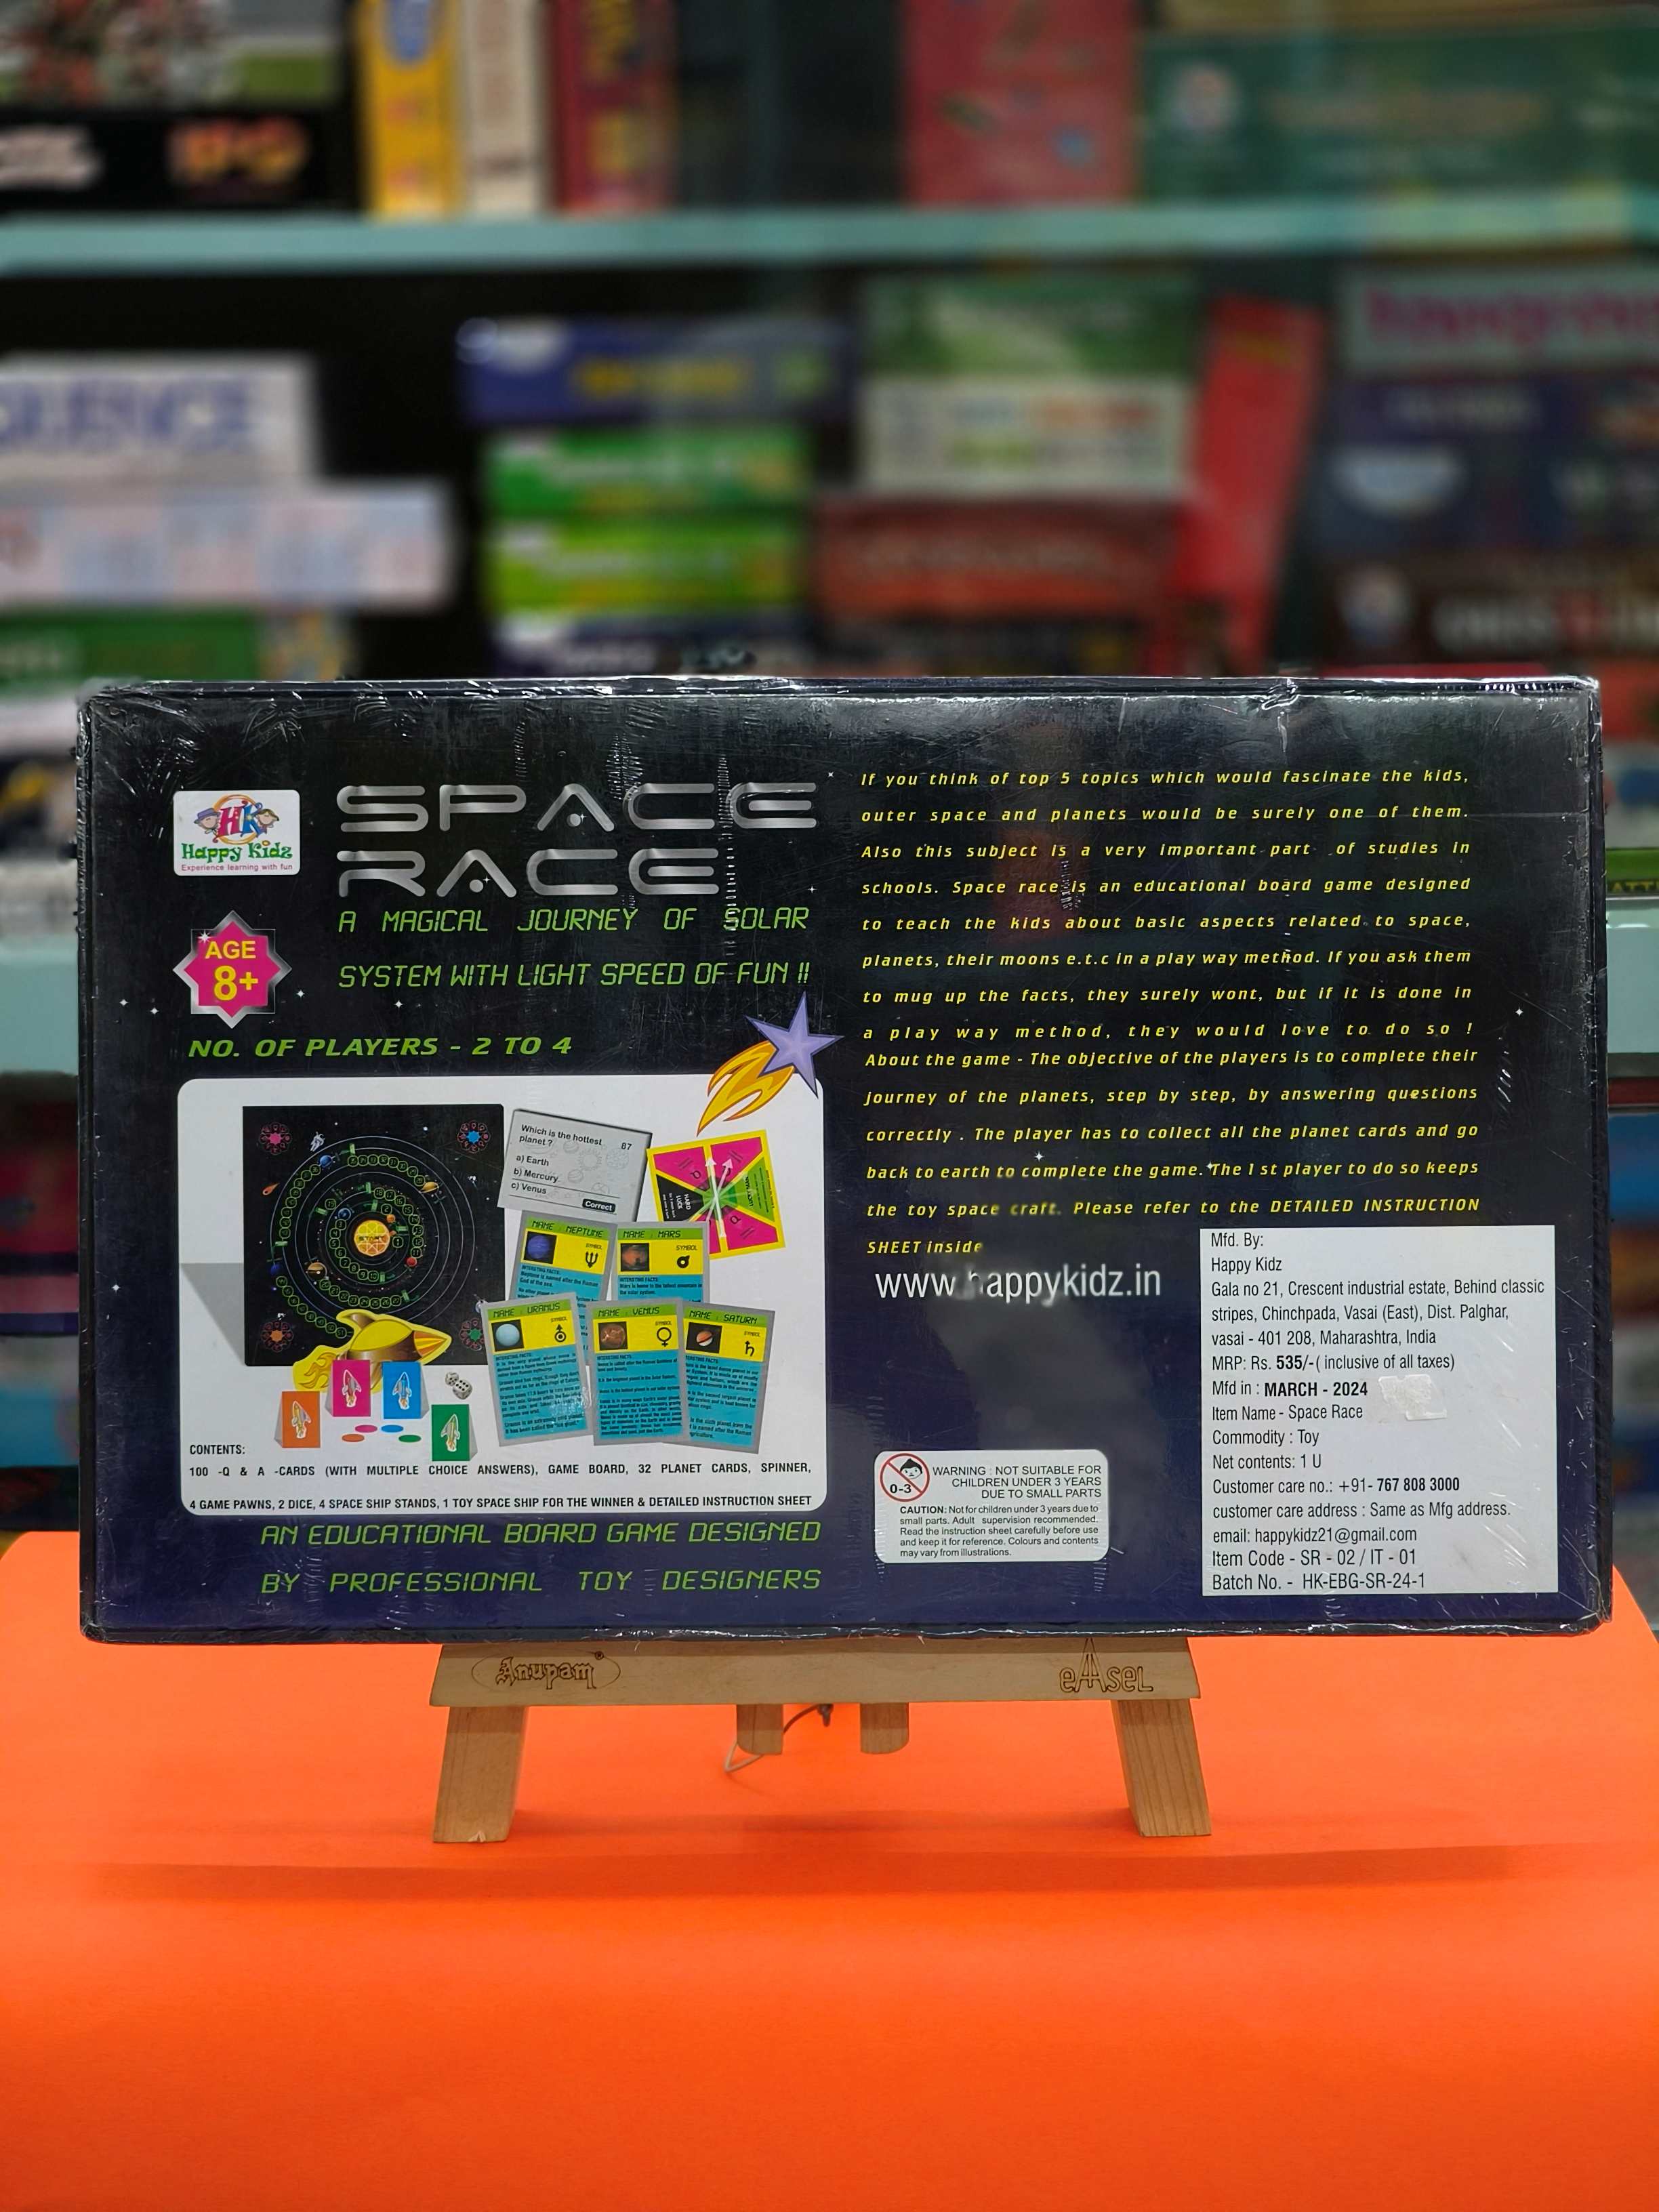 QUENCE
HK
Happy Kidz
Experience learning with fun
SPACE
RACE
A MAGICAL JOURNEY OF SOLAR
SYSTEM WITH LIGHT SPEED OF FUN !!
AGE
8+
NO. OF PLAYERS - 2 TO 4
Which is the hottest 87
planet ?
a) Earth
b) Mercury
c) Venus
Correct
NAME : NEPTUNE
SYMBOL
INTERESTING FACTS:
NAME : MARS
SYMBOL
INTERESTING FACTS:
NAME : URANUS
SYMBOL
INTERESTING FACTS:
NAME : VENUS
SYMBOL
INTERESTING FACTS:
NAME : SATURN
SYMBOL
CONTENTS:
100 -Q & A -CARDS (WITH MULTIPLE CHOICE ANSWERS), GAME BOARD, 32 PLANET CARDS, SPINNER,
4 GAME PAWNS, 2 DICE, 4 SPACE SHIP STANDS, 1 TOY SPACE SHIP FOR THE WINNER & DETAILED INSTRUCTION SHEET
AN EDUCATIONAL BOARD GAME DESIGNED
BY PROFESSIONAL TOY DESIGNERS
If you think of top 5 topics which would fascinate the kids,
outer space and planets would be surely one of them.
Also this subject is a very important part of studies in
schools. Space race is an educational board game designed
to teach the kids about basic aspects related to space,
planets, their moons e.t.c in a play way method. If you ask them
to mug up the facts, they surely wont, but if it is done in
a play way method, they would love to do so !
About the game - The objective of the players is to complete their
journey of the planets, step by step, by answering questions
correctly . The player has to collect all the planet cards and go
back to earth to complete the game. The 1 st player to do so keeps
the toy space craft. Please refer to the DETAILED INSTRUCTION
SHEET inside
www.happykidz.in
0-3
WARNING : NOT SUITABLE FOR
CHILDREN UNDER 3 YEARS
DUE TO SMALL PARTS
CAUTION: Not for children under 3 years due to
small parts. Adult supervision recommended.
Read the instruction sheet carefully before use
and keep it for reference. Colours and contents
may vary from illustrations.
Mfd. By:
Happy Kidz
Gala no 21, Crescent industrial estate, Behind classic
stripes, Chinchpada, Vasai (East), Dist. Palghar,
vasai - 401 208, Maharashtra, India
MRP: Rs. 535/-( inclusive of all taxes)
Mfd in : MARCH - 2024
Item Name - Space Race
Commodity : Toy
Net contents: 1 U
Customer care no.: +91- 767 808 3000
customer care address : Same as Mfg address.
email: happykidz21@gmail.com
Item Code - SR - 02 / IT - 01
Batch No. - HK-EBG-SR-24-1
Anupam®
eAsel